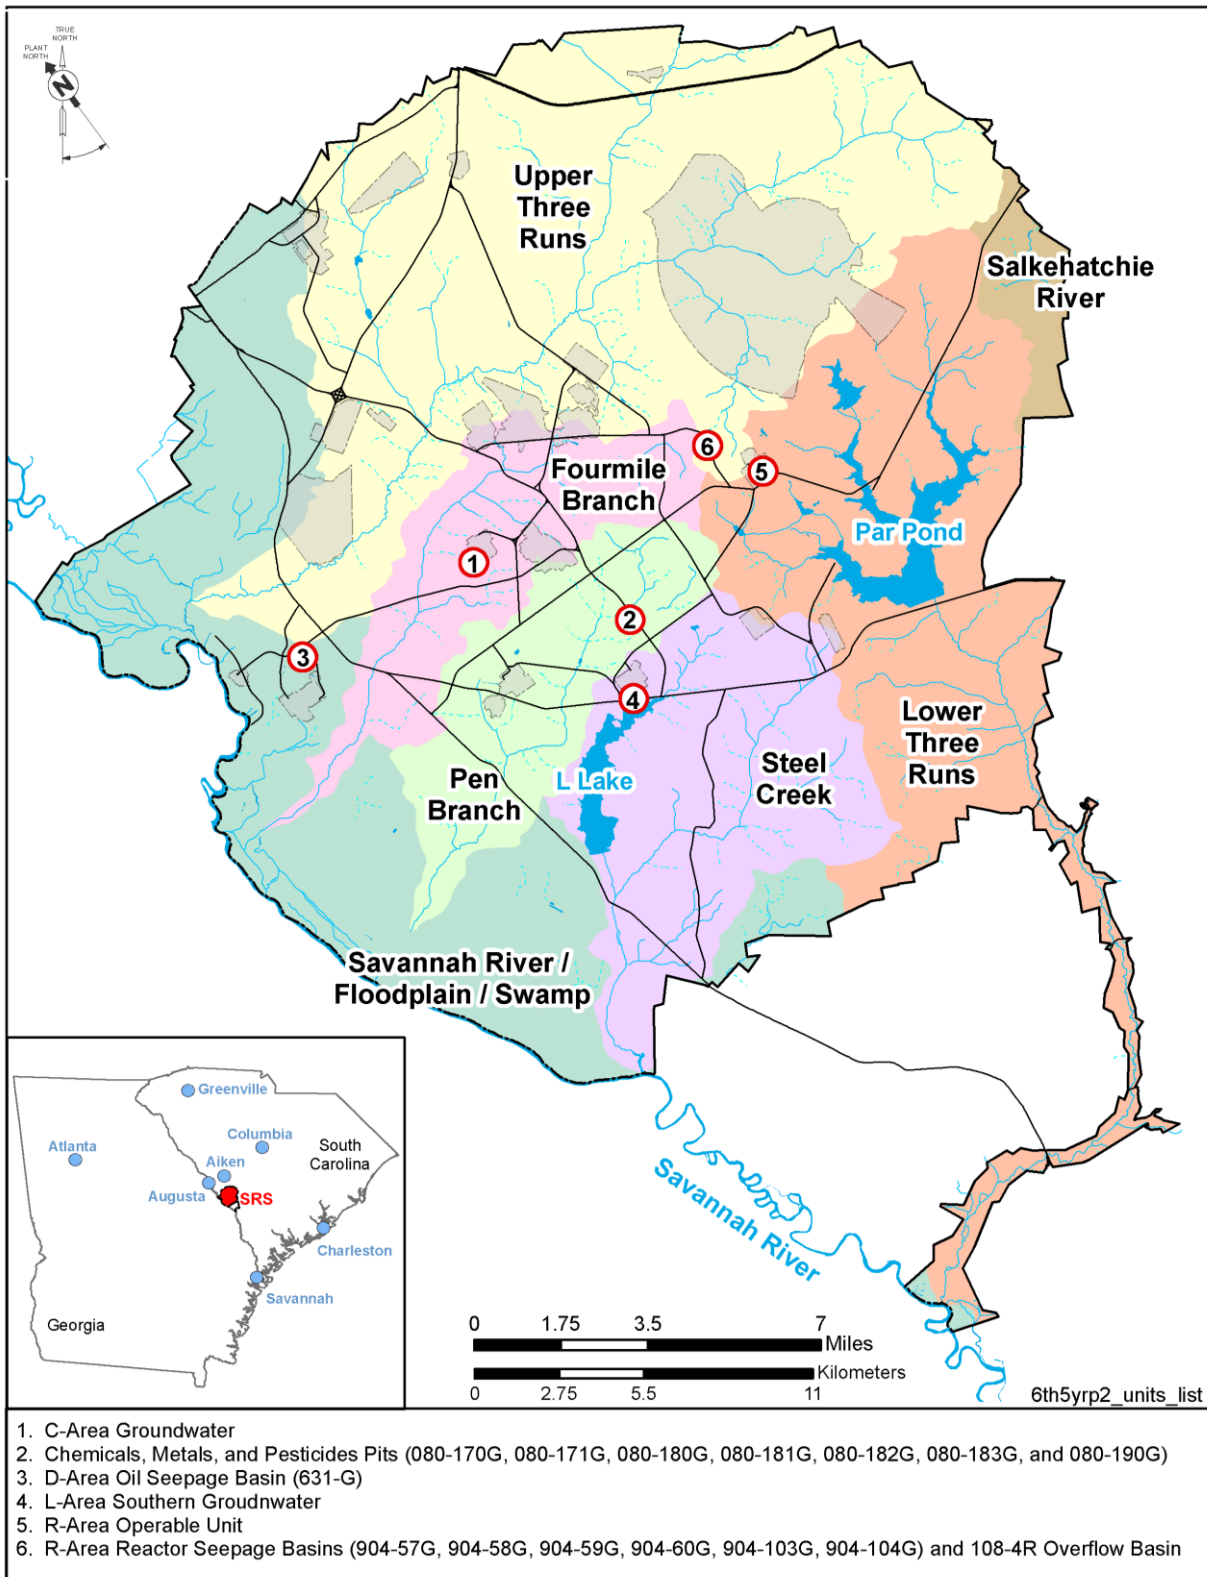 TRUE
NORTH
PLANT
NORTH
N
Upper
Three
Runs
Salkehatchie
River
6
5
Fourmile
Branch
Par Pond
1
2
3
4
Lower
Three
Runs
Steel
Creek
L Lake
Pen
Branch
Savannah River /
Floodplain / Swamp
Greenville
Columbia
Atlanta
South
Carolina
Aiken
Augusta
SRS
Charleston
Savannah
Georgia
Savannah River
0 1.75 3.5 7
Miles
Kilometers
0 2.75 5.5 11
6th5yrp2_units_list
1. C-Area Groundwater
2. Chemicals, Metals, and Pesticides Pits (080-170G, 080-171G, 080-180G, 080-181G, 080-182G, 080-183G, and 080-190G)
3. D-Area Oil Seepage Basin (631-G)
4. L-Area Southern Groudnwater
5. R-Area Operable Unit
6. R-Area Reactor Seepage Basins (904-57G, 904-58G, 904-59G, 904-60G, 904-103G, 904-104G) and 108-4R Overflow Basin